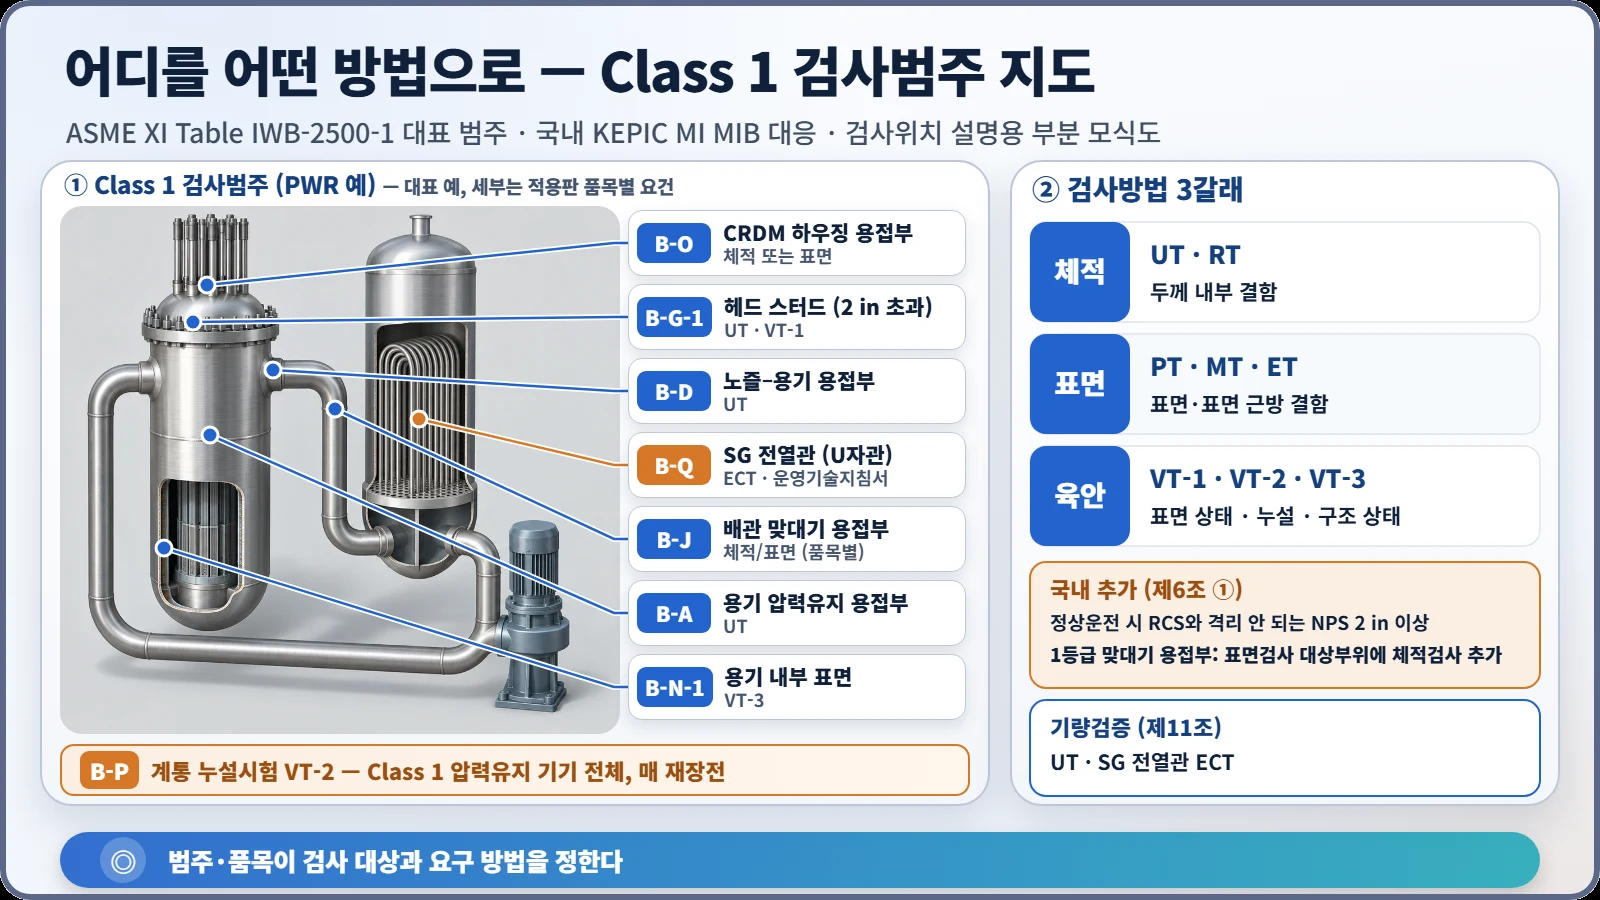 어디를 어떤 방법으로 — Class 1 검사범주 지도
ASME XI Table IWB-2500-1 대표 범주 · 국내 KEPIC MI MIB 대응 · 검사위치 설명용 부분 모식도
① Class 1 검사범주 (PWR 예) — 대표 예, 세부는 적용판 품목별 요건
B-O
CRDM 하우징 용접부
체적 또는 표면
B-G-1
헤드 스터드 (2 in 초과)
UT · VT-1
B-D
노즐–용기 용접부
UT
B-Q
SG 전열관 (U자관)
ECT · 운영기술지침서
B-J
배관 맞대기 용접부
체적/표면 (품목별)
B-A
용기 압력유지 용접부
UT
B-N-1
용기 내부 표면
VT-3
B-P
계통 누설시험 VT-2 — Class 1 압력유지 기기 전체, 매 재장전
② 검사방법 3갈래
체적
UT · RT
두께 내부 결함
표면
PT · MT · ET
표면·표면 근방 결함
육안
VT-1 · VT-2 · VT-3
표면 상태 · 누설 · 구조 상태
국내 추가 (제6조 ①)
정상운전 시 RCS와 격리 안 되는 NPS 2 in 이상
1등급 맞대기 용접부: 표면검사 대상부위에 체적검사 추가
기량검증 (제11조)
UT · SG 전열관 ECT
◎ 범주·품목이 검사 대상과 요구 방법을 정한다